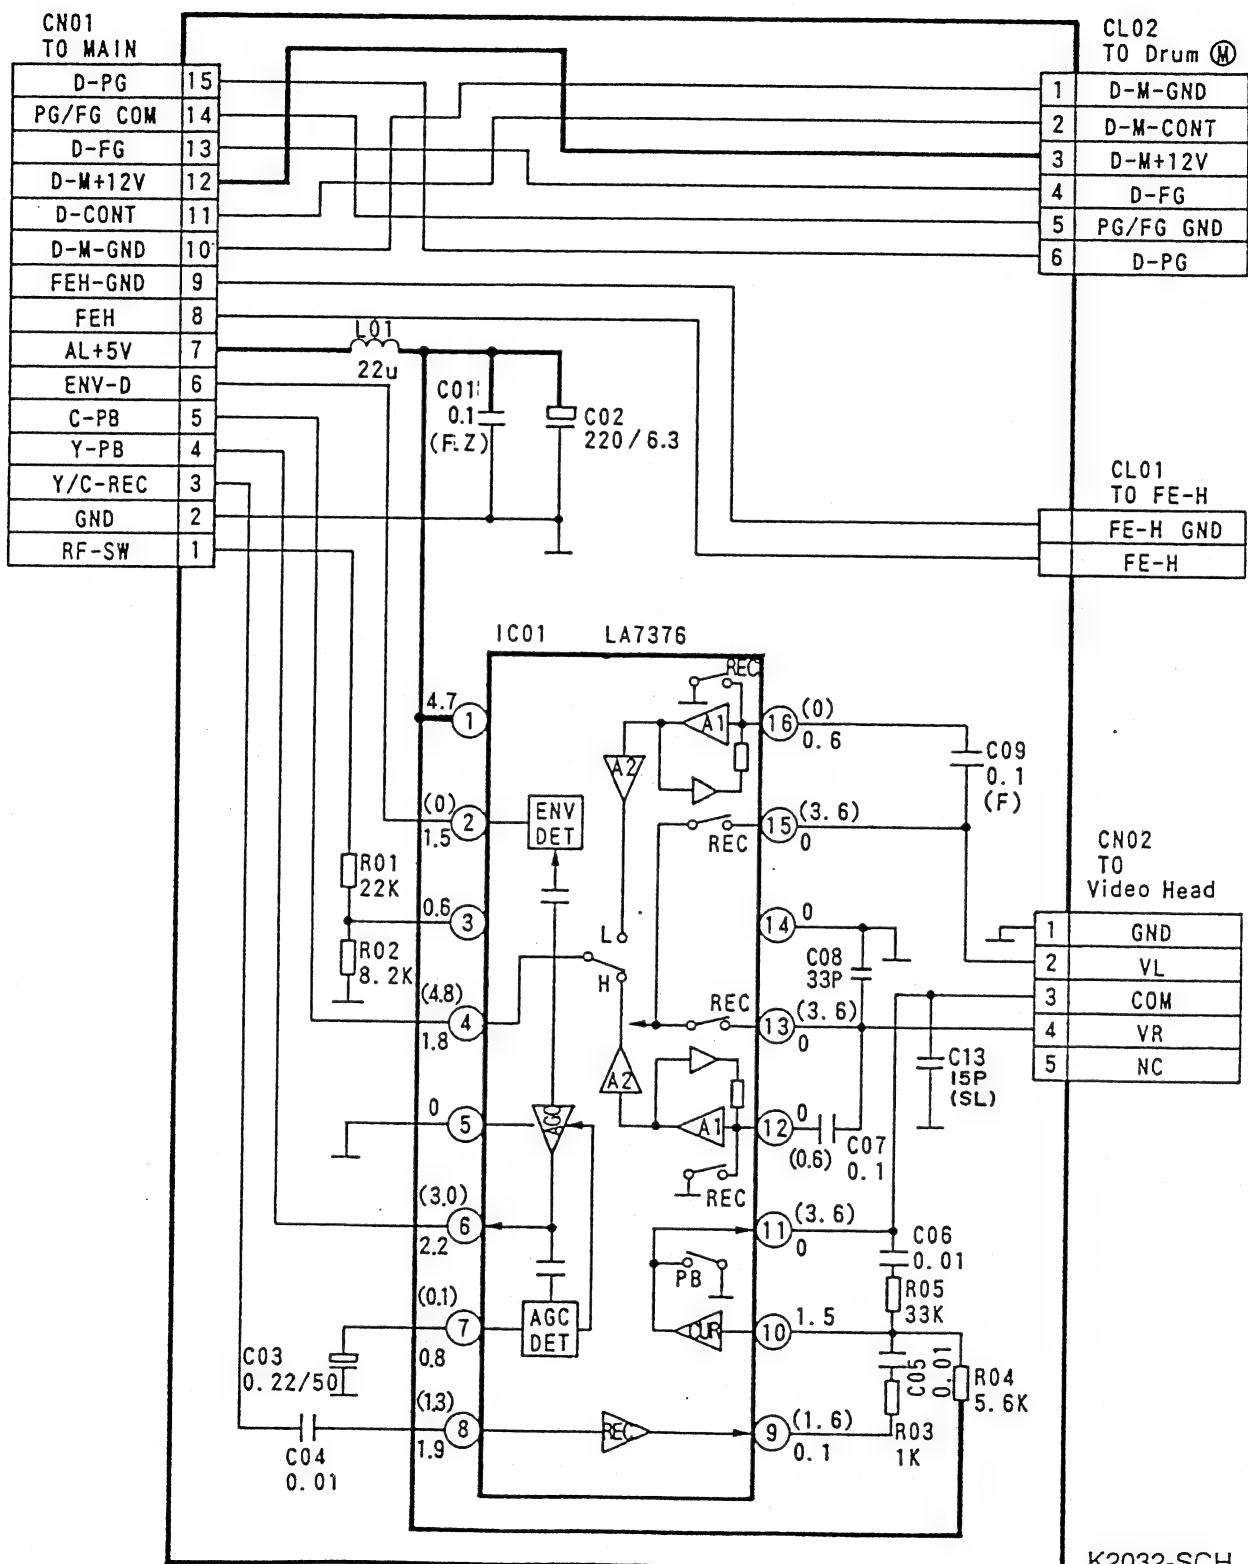 CN01
TO MAIN
D-PG 15
PG/FG COM 14
D-FG 13
D-M+12V 12
D-CONT 11
D-M-GND 10
FEH-GND 9
FEH 8
AL+5V 7
ENV-D 6
C-PB 5
Y-PB 4
Y/C-REC 3
GND 2
RF-SW 1
CL02
TO Drum M
1 D-M-GND
2 D-M-CONT
3 D-M+12V
4 D-FG
5 PG/FG GND
6 D-PG
L01
22u
C01
0.1
(F.Z)
C02
220/6.3
CL01
TO FE-H
FE-H GND
FE-H
IC01 LA7376
REC
4.7
1
A1
16
(0)
0.6
A2
C09
0.1
(F)
(0)
2
1.5
ENV
DET
REC
15
(3.6)
0
R01
22K
0.6
3
R02
8.2K
14
0
L
H
C08
33P
CN02
TO
Video Head
1 GND
2 VL
3 COM
4 VR
5 NC
(4.8)
4
1.8
REC
13
(3.6)
0
C13
15P
(SL)
A2
0
5
AGC
A1
12
0
(0.6)
C07
0.1
REC
(3.0)
6
2.2
11
(3.6)
0
C06
0.01
PB
R05
33K
(0.1)
7
0.8
AGC
DET
CUR
10
1.5
C03
0.22/50
C05
0.01
R04
5.6K
(1.3)
8
1.9
REC
9
(1.6)
0.1
R03
1K
C04
0.01
K2032-SCH